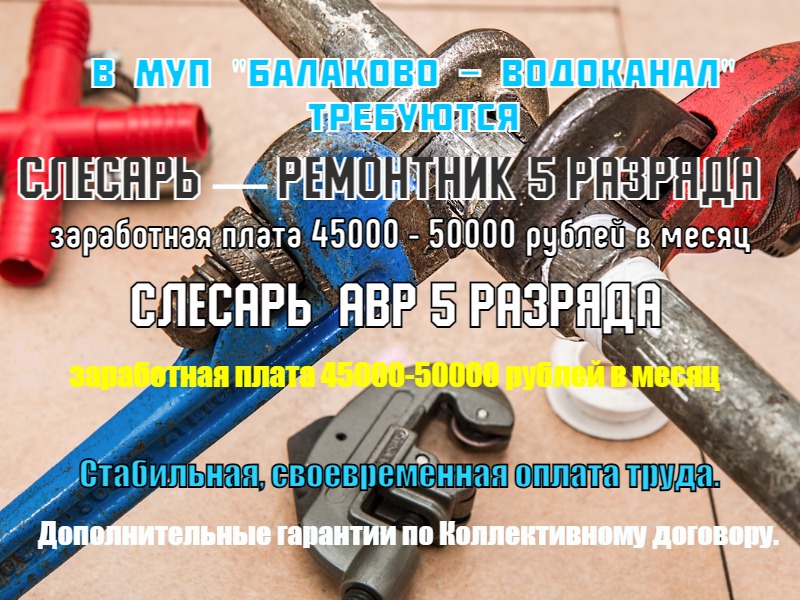 В МУП "БАЛАКОВО – ВОДОКАНАЛ"
ТРЕБУЮТСЯ
СЛЕСАРЬ — РЕМОНТНИК 5 РАЗРЯДА
заработная плата 45000 - 50000 рублей в месяц
СЛЕСАРЬ АВР 5 РАЗРЯДА
заработная плата 45000-50000 рублей в месяц
Стабильная, своевременная оплата труда.
Дополнительные гарантии по Коллективному договору.